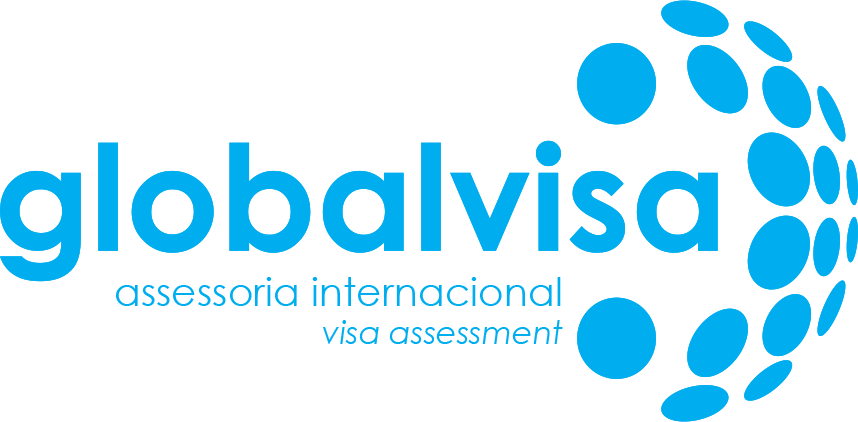 globalvisa
assessoria internacional
visa assessment